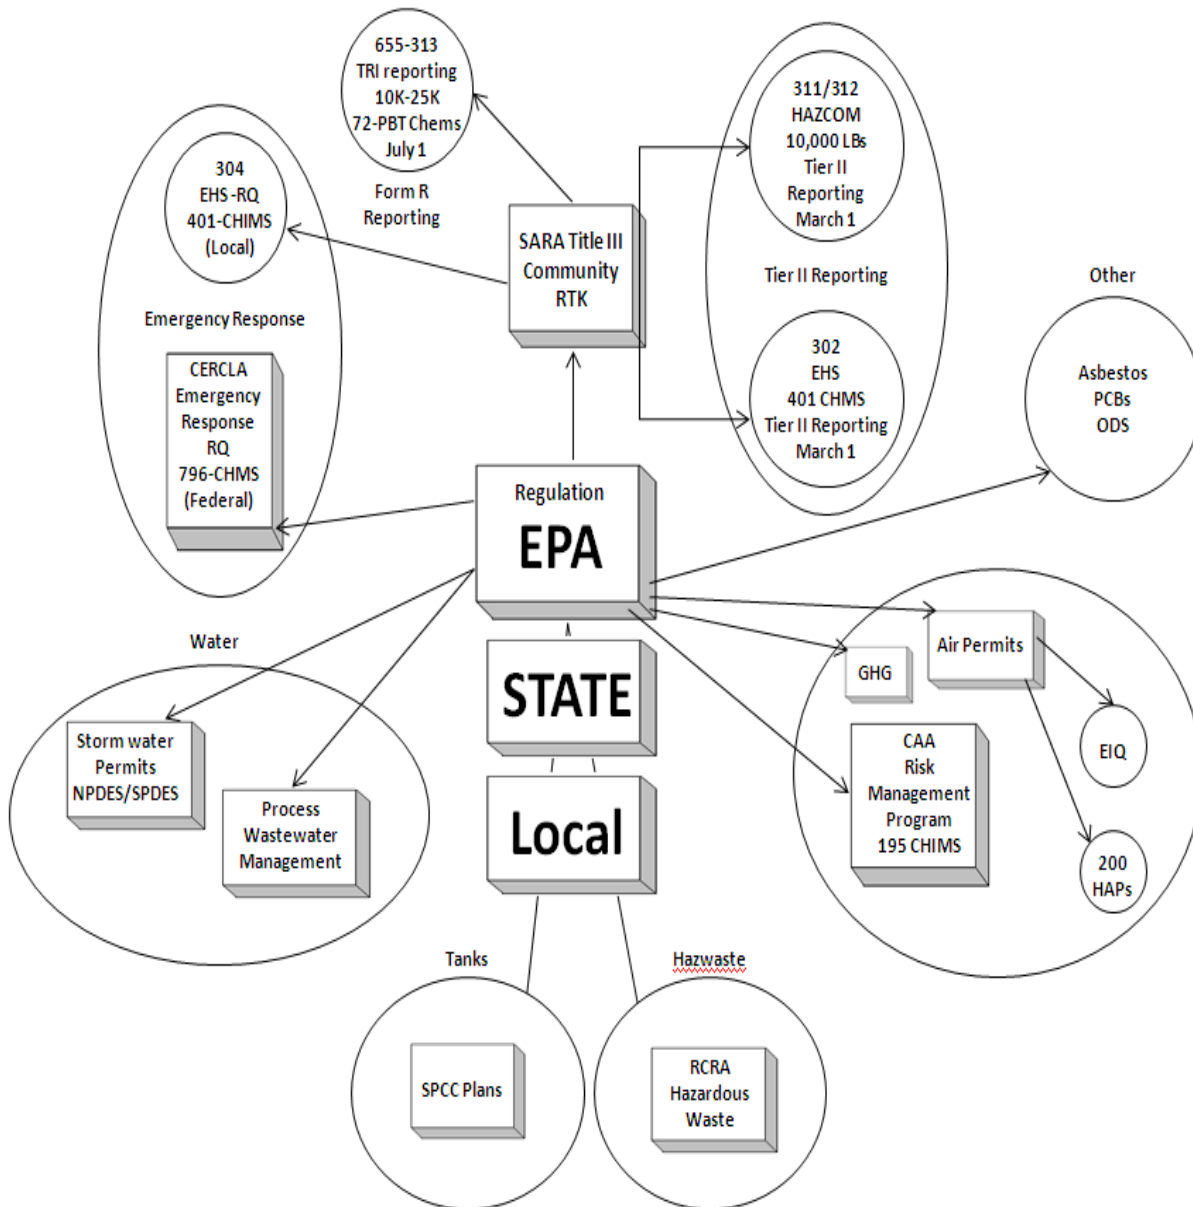 655-313
TRI reporting
10K-25K
72-PBT Chems
July 1
Form R
Reporting
311/312
HAZCOM
10,000 LBs
Tier II
Reporting
March 1
304
EHS-RQ
401-CHIMS
(Local)
SARA Title III
Community
RTK
Tier II Reporting
Other
Emergency Response
302
EHS
401 CHMS
Tier II Reporting
March 1
Asbestos
PCBs
ODS
CERCLA
Emergency
Response
RQ
796-CHMS
(Federal)
Regulation
EPA
Water
STATE
Air Permits
GHG
Storm water
Permits
NPDES/SPDES
CAA
Risk
Management
Program
195 CHIMS
EIQ
Process
Wastewater
Management
Local
200
HAPs
Tanks
Hazwaste
SPCC Plans
RCRA
Hazardous
Waste